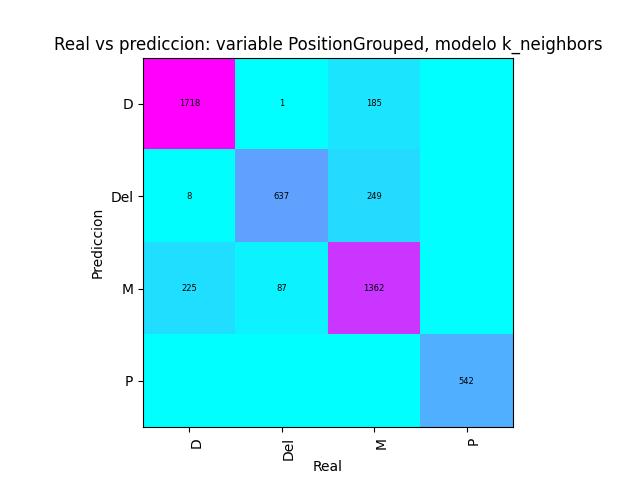 Real vs prediccion: variable PositionGrouped, modelo k_neighbors
D 1718 1 185
Del 8 637 249
M 225 87 1362
P 542
Prediccion
D Del M P
Real